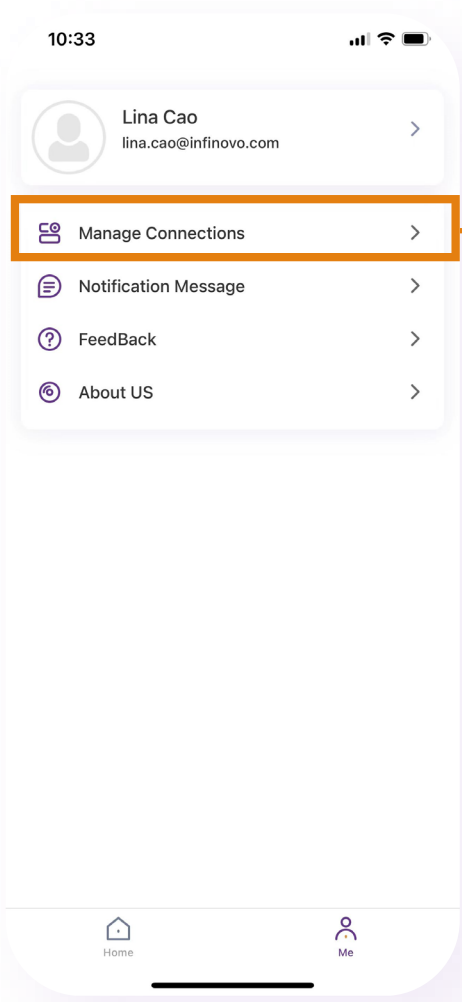 10:33
Lina Cao
lina.cao@infinovo.com
Manage Connections
Notification Message
FeedBack
About US
Home
Me